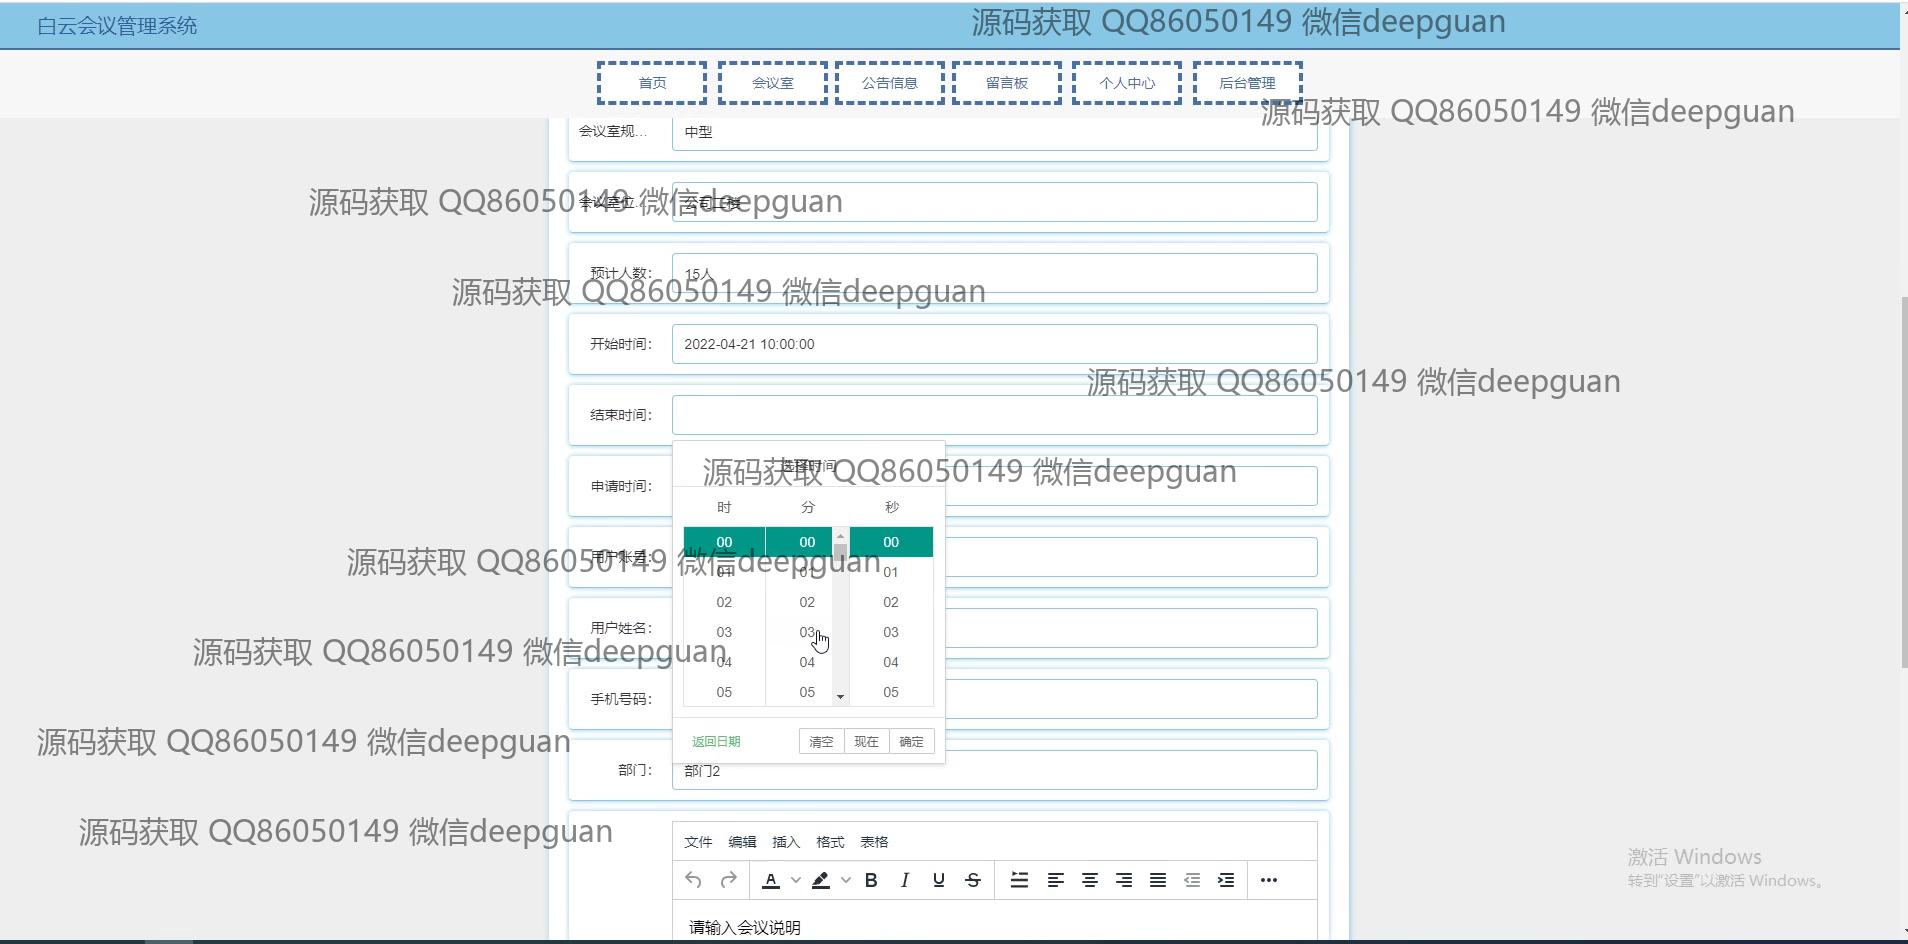 白云会议管理系统
源码获取 QQ86050149 微信deepguan
首页
会议室
公告信息
留言板
个人中心
后台管理
源码获取 QQ86050149 微信deepguan
会议室规...
中型
会议室位...
公司二楼
源码获取 QQ86050149 微信deepguan
预计人数：
15人
源码获取 QQ86050149 微信deepguan
开始时间：
2022-04-21 10:00:00
源码获取 QQ86050149 微信deepguan
结束时间：
选择时间
源码获取 QQ86050149 微信deepguan
申请时间：
时 分 秒
00 00 00
用户账号：
源码获取 QQ86050149 微信deepguan
01 01 01
02 02 02
用户姓名：
03 03 03
源码获取 QQ86050149 微信deepguan
04 04 04
05 05 05
手机号码：
源码获取 QQ86050149 微信deepguan
返回日期
清空
现在
确定
部门：
部门2
源码获取 QQ86050149 微信deepguan
文件 编辑 插入 格式 表格
A B I U S
请输入会议说明
激活 Windows
转到"设置"以激活 Windows。